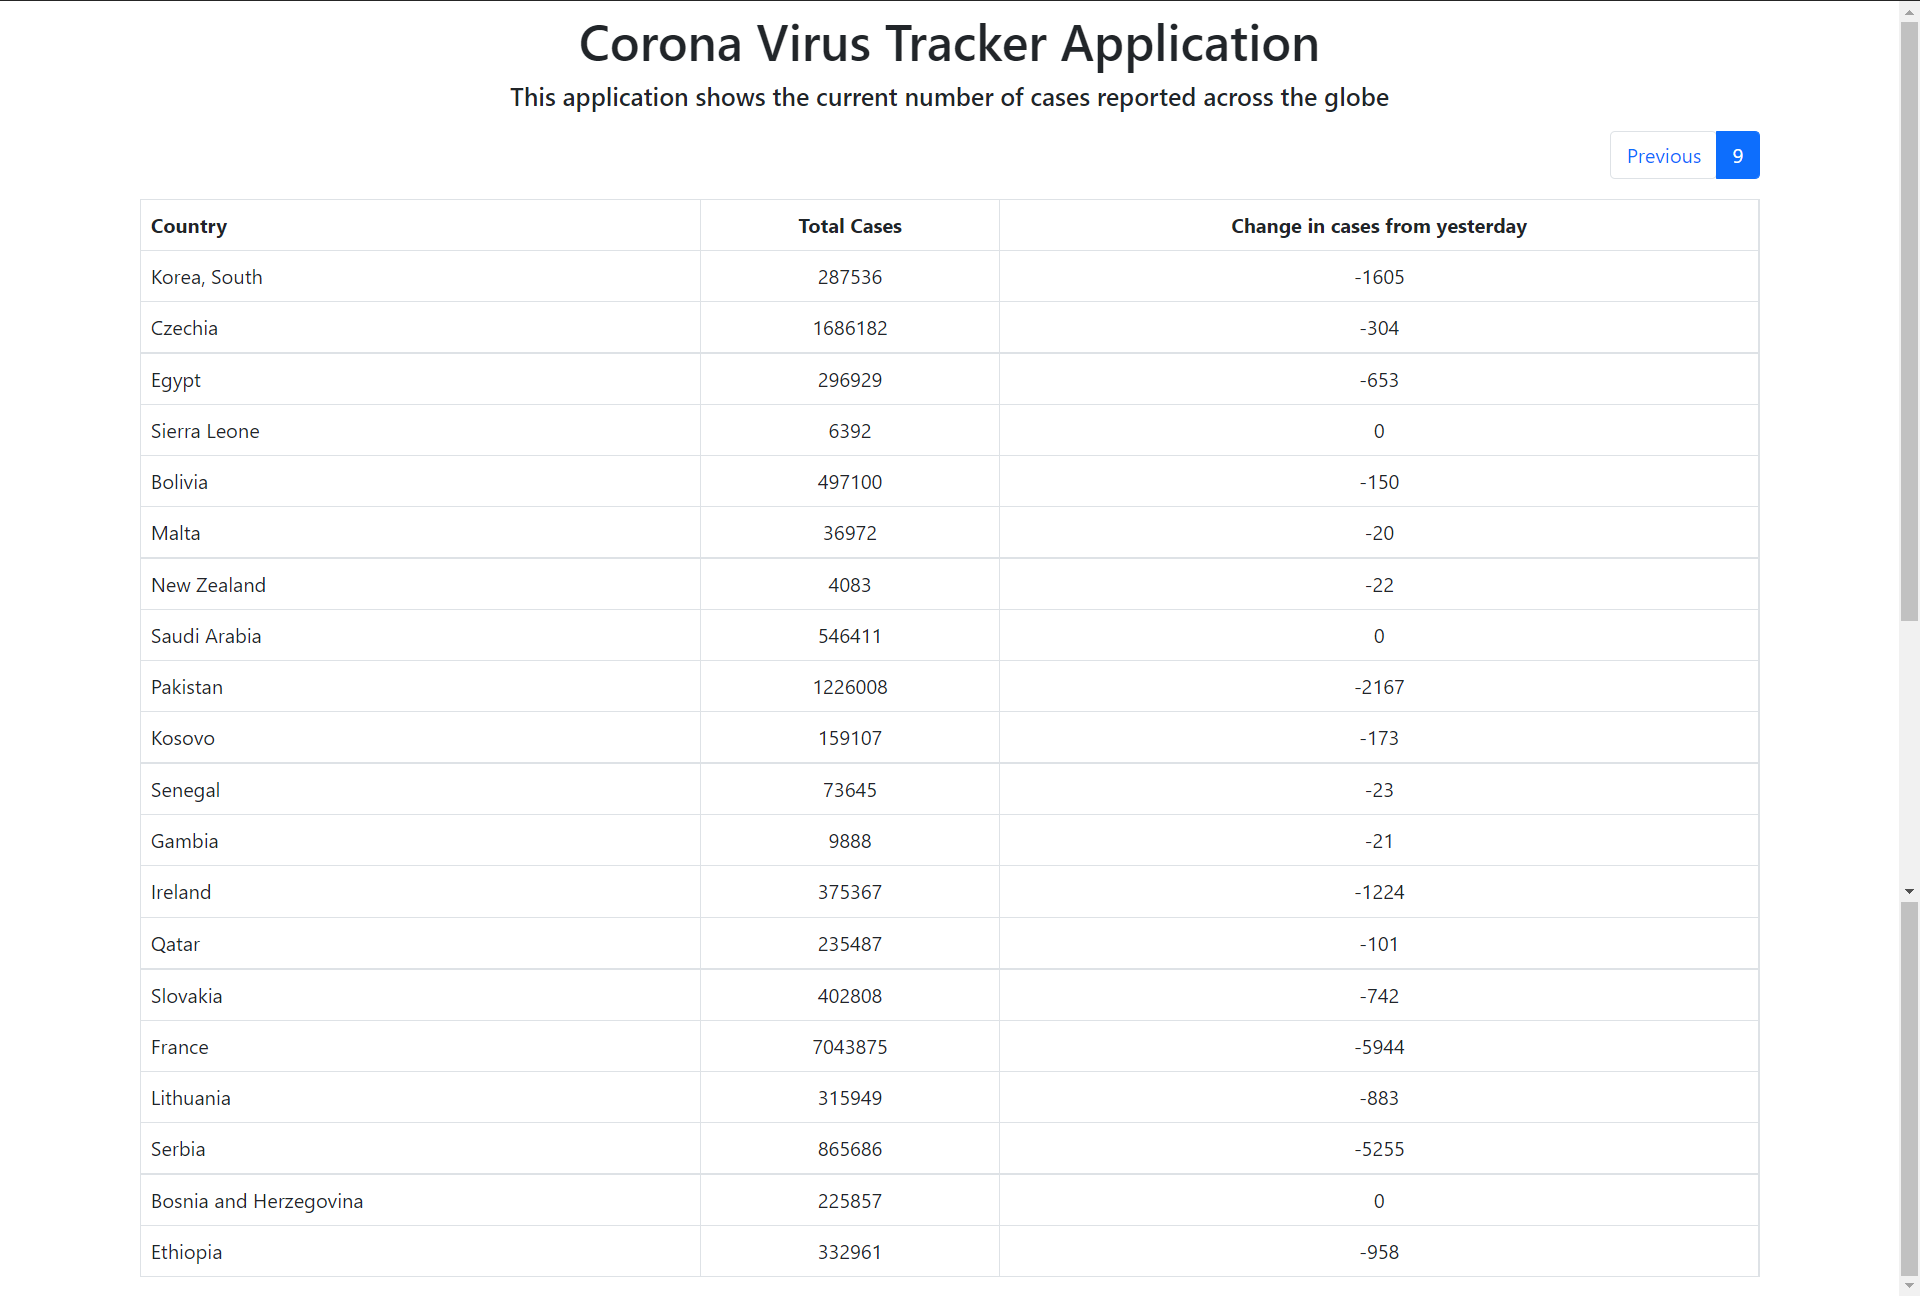 Corona Virus Tracker Application
This application shows the current number of cases reported across the globe
Previous 9
Country Total Cases Change in cases from yesterday
Korea, South 287536 -1605
Czechia 1686182 -304
Egypt 296929 -653
Sierra Leone 6392 0
Bolivia 497100 -150
Malta 36972 -20
New Zealand 4083 -22
Saudi Arabia 546411 0
Pakistan 1226008 -2167
Kosovo 159107 -173
Senegal 73645 -23
Gambia 9888 -21
Ireland 375367 -1224
Qatar 235487 -101
Slovakia 402808 -742
France 7043875 -5944
Lithuania 315949 -883
Serbia 865686 -5255
Bosnia and Herzegovina 225857 0
Ethiopia 332961 -958